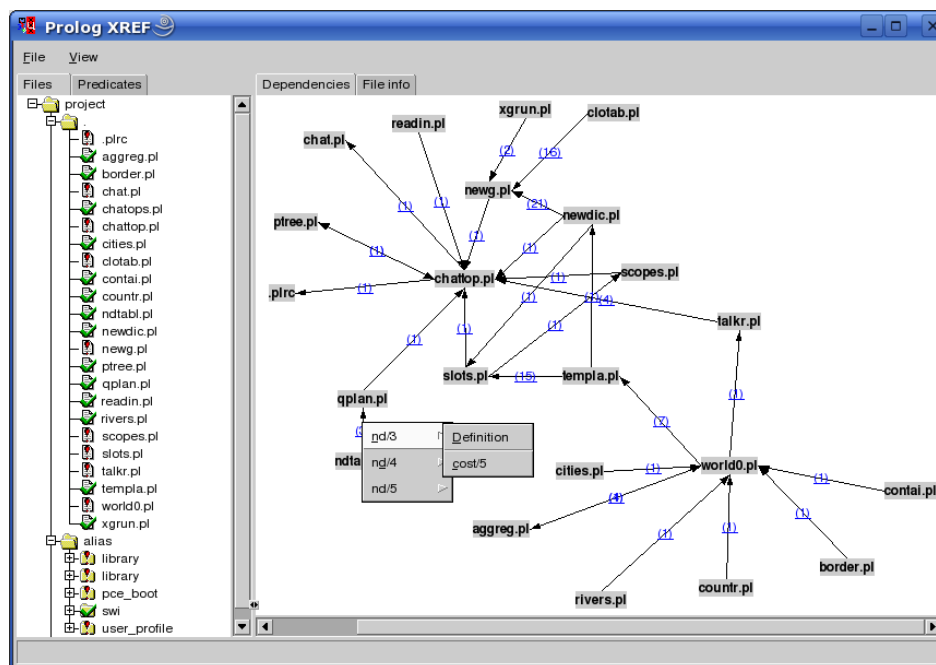 Prolog XREF
File View
Files Predicates
Dependencies File info
project
.
.plrc
aggreg.pl
border.pl
chat.pl
chatops.pl
chattop.pl
cities.pl
clotab.pl
contai.pl
countr.pl
ndtabl.pl
newdic.pl
newg.pl
ptree.pl
qplan.pl
readin.pl
rivers.pl
scopes.pl
slots.pl
talkr.pl
templa.pl
world0.pl
xgrun.pl
alias
library
library
pce_boot
swi
user_profile
xgrun.pl
clotab.pl
readin.pl
chat.pl
(2)
(16)
newg.pl
(1)
(1)
(21)
newdic.pl
ptree.pl
(1)
(1)
(1)
chattop.pl
(1)
scopes.pl
.plrc
(1)
(1)
(4)
talkr.pl
(1)
(1)
(1)
slots.pl
(15)
templa.pl
qplan.pl
(1)
(7)
nd/3
Definition
nd/4
cost/5
nd/5
cities.pl
(1)
world0.pl
(1)
contai.pl
(4)
aggreg.pl
(1)
(1)
(1)
border.pl
countr.pl
rivers.pl